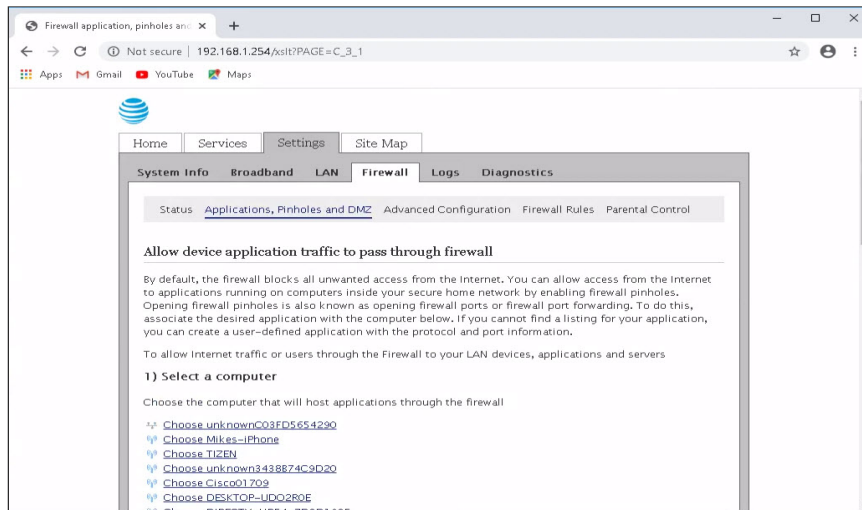 Firewall application, pinholes and
Not secure | 192.168.1.254/xslt?PAGE=C_3_1
Apps Gmail YouTube Maps
Home Services Settings Site Map
System Info Broadband LAN Firewall Logs Diagnostics
Status Applications, Pinholes and DMZ Advanced Configuration Firewall Rules Parental Control
Allow device application traffic to pass through firewall
By default, the firewall blocks all unwanted access from the Internet. You can allow access from the Internet
to applications running on computers inside your secure home network by enabling firewall pinholes.
Opening firewall pinholes is also known as opening firewall ports or firewall port forwarding. To do this,
associate the desired application with the computer below. If you cannot find a listing for your application,
you can create a user-defined application with the protocol and port information.
To allow Internet traffic or users through the Firewall to your LAN devices, applications and servers
1) Select a computer
Choose the computer that will host applications through the firewall
Choose unknownC03FD5654290
Choose Mikes-iPhone
Choose TIZEN
Choose unknown3438B74C9D20
Choose Cisco01709
Choose DESKTOP-UDO2R0E